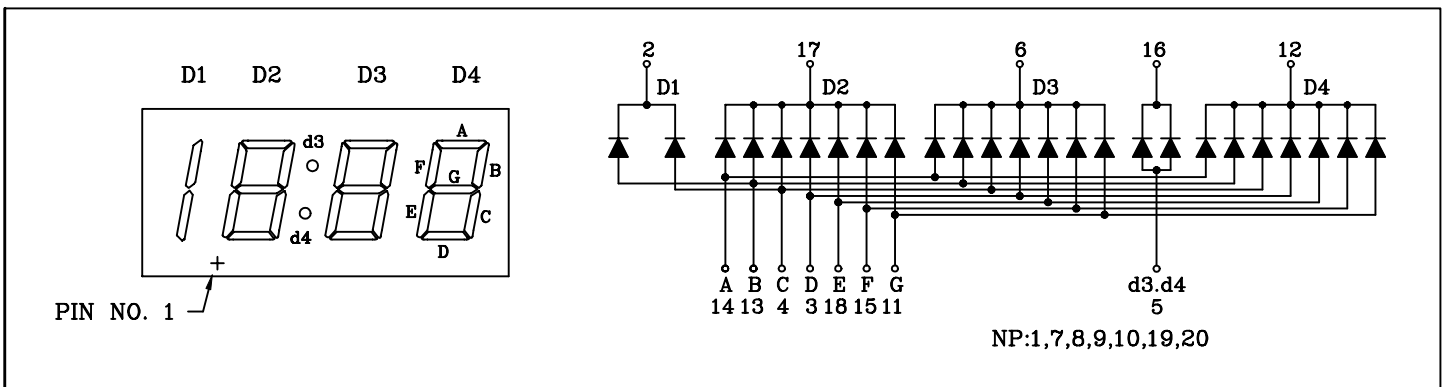 D1 D2 D3 D4
d3
d4
A
F
B
G
E
C
D
PIN NO. 1
2 17 6 16 12
D1 D2 D3 D4
A B C D E F G d3.d4
14 13 4 3 18 15 11 5
NP:1,7,8,9,10,19,20